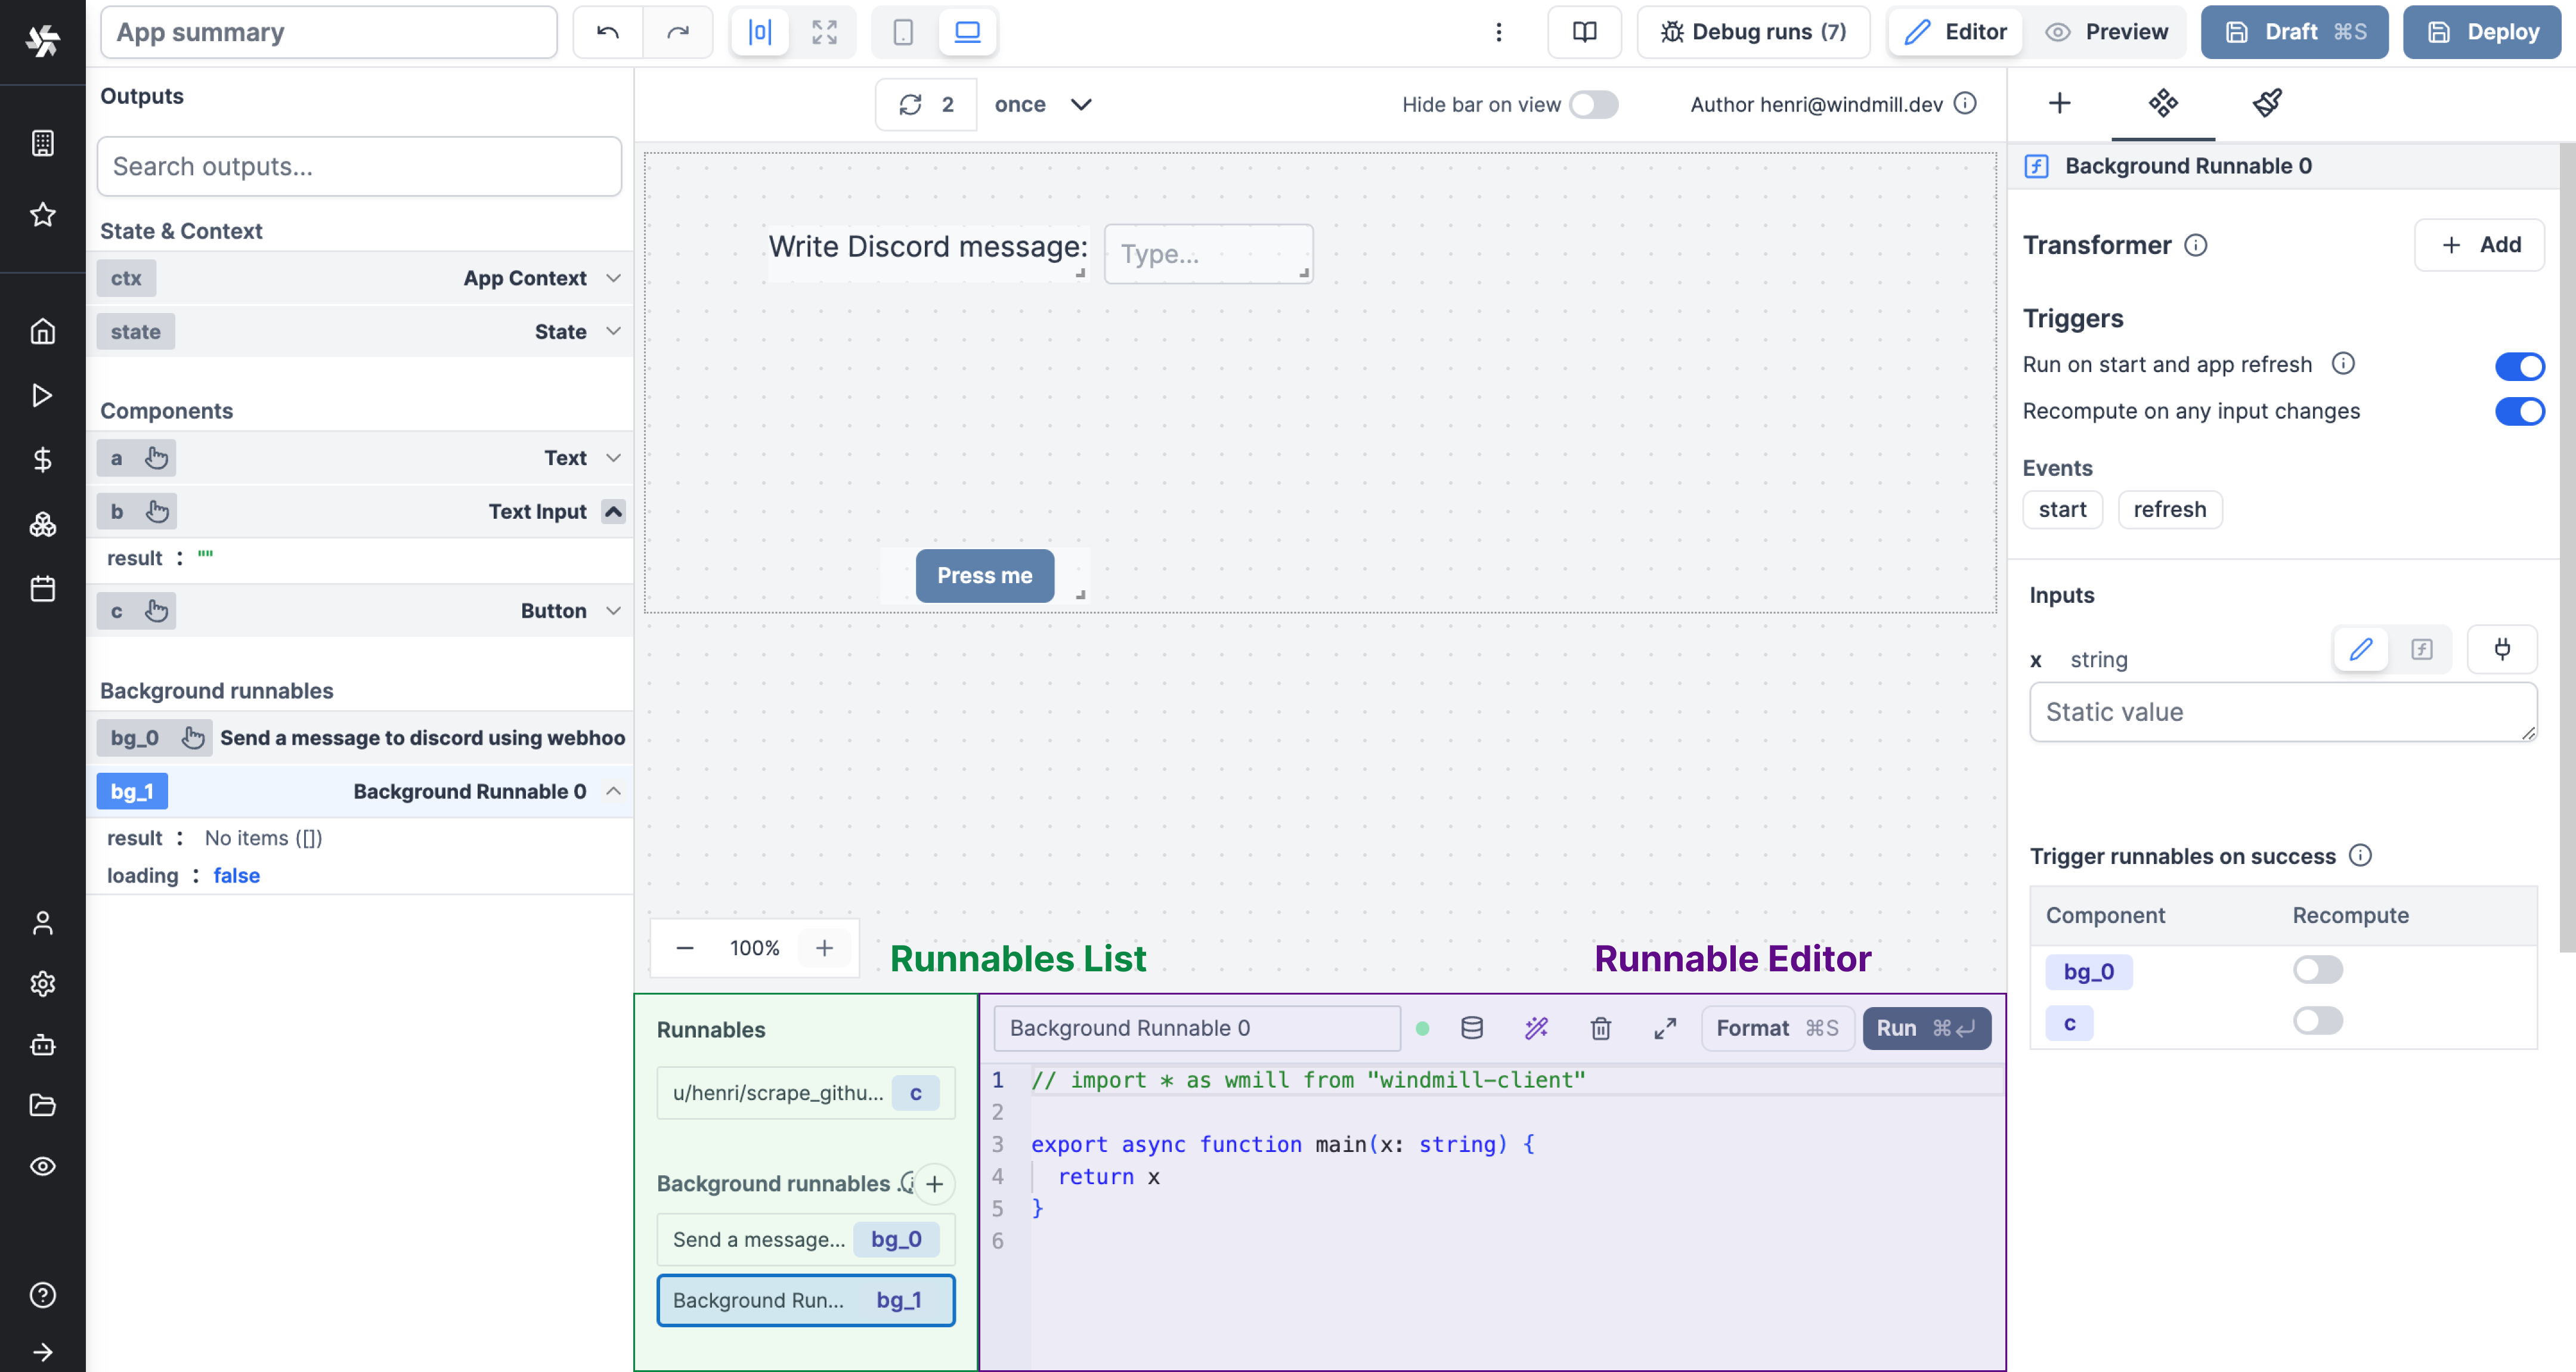 App summary
Debug runs (7)
Editor
Preview
Draft ⌘S
Deploy
Outputs
Search outputs...
State & Context
ctx App Context
state State
Components
a Text
b Text Input
result : ""
c Button
Background runnables
bg_0 Send a message to discord using webhoo
bg_1 Background Runnable 0
result : No items ([])
loading : false
2 once
Hide bar on view
Author henri@windmill.dev
Write Discord message:
Type...
Press me
100%
Runnables List
Runnable Editor
Runnables
u/henri/scrape_githu... c
Background runnables
Send a message... bg_0
Background Run... bg_1
Background Runnable 0
Format ⌘S
Run ⌘↵
1 // import * as wmill from "windmill-client"
2
3 export async function main(x: string) {
4 return x
5 }
6
Background Runnable 0
Transformer
+ Add
Triggers
Run on start and app refresh
Recompute on any input changes
Events
start refresh
Inputs
x string
Static value
Trigger runnables on success
Component Recompute
bg_0
c